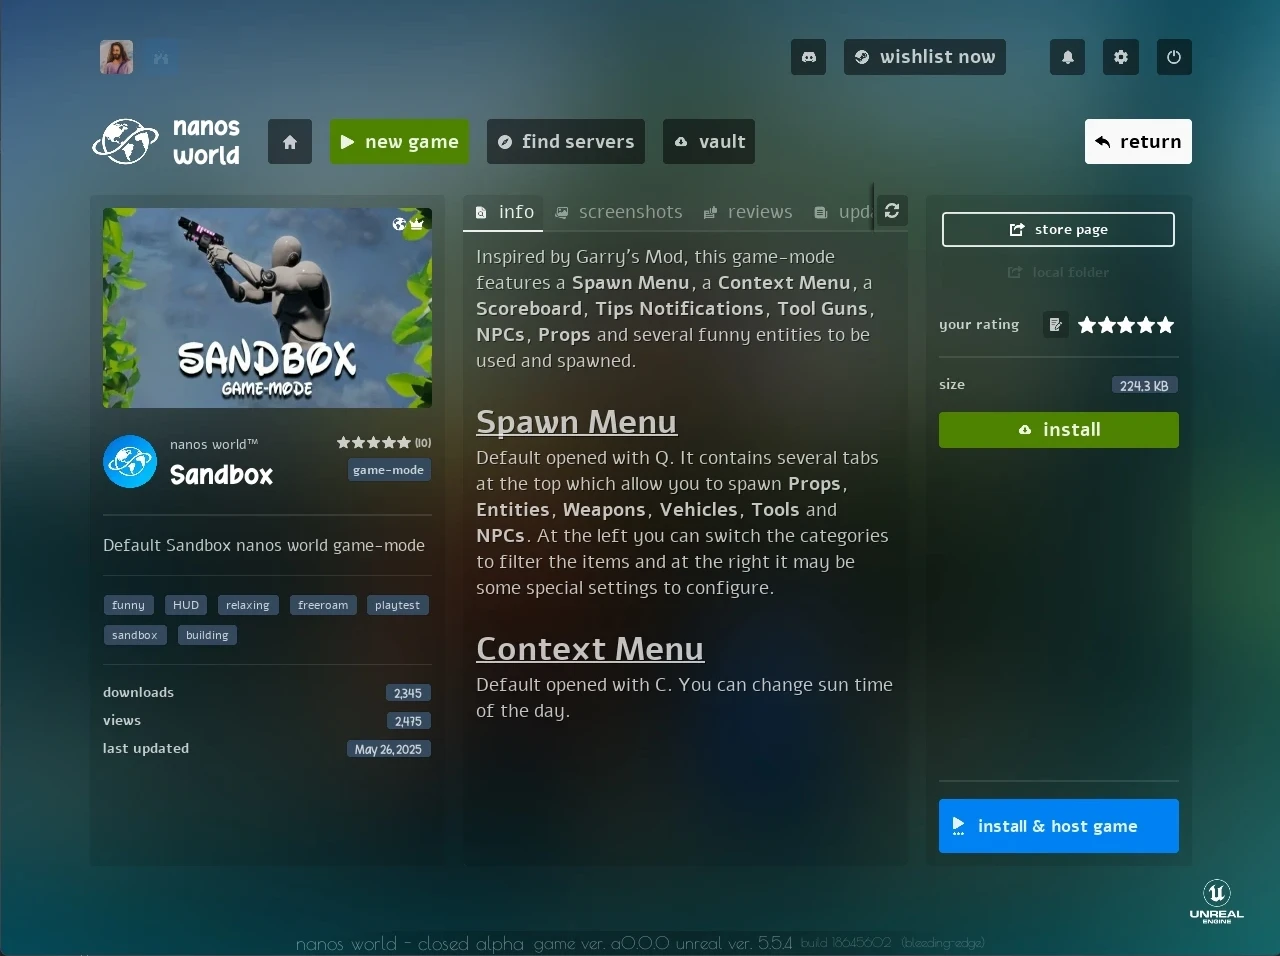 wishlist now
nanos
world
new game
find servers
vault
return
info
screenshots
reviews
SANDBOX
GAME-MODE
nanos world™
(10)
Sandbox
game-mode
Default Sandbox nanos world game-mode
funny HUD relaxing freeroam playtest
sandbox building
downloads 2,345
views 2,475
last updated May 26, 2025
Inspired by Garry's Mod, this game-mode
features a Spawn Menu, a Context Menu, a
Scoreboard, Tips Notifications, Tool Guns,
NPCs, Props and several funny entities to be
used and spawned.
Spawn Menu
Default opened with Q. It contains several tabs
at the top which allow you to spawn Props,
Entities, Weapons, Vehicles, Tools and
NPCs. At the left you can switch the categories
to filter the items and at the right it may be
some special settings to configure.
Context Menu
Default opened with C. You can change sun time
of the day.
store page
local folder
your rating
size 224,3 KB
install
install & host game
UNREAL
ENGINE
nanos world - closed alpha game ver. a0.0.0 unreal ver. 5.5.4 build 18645602 (bleeding-edge)